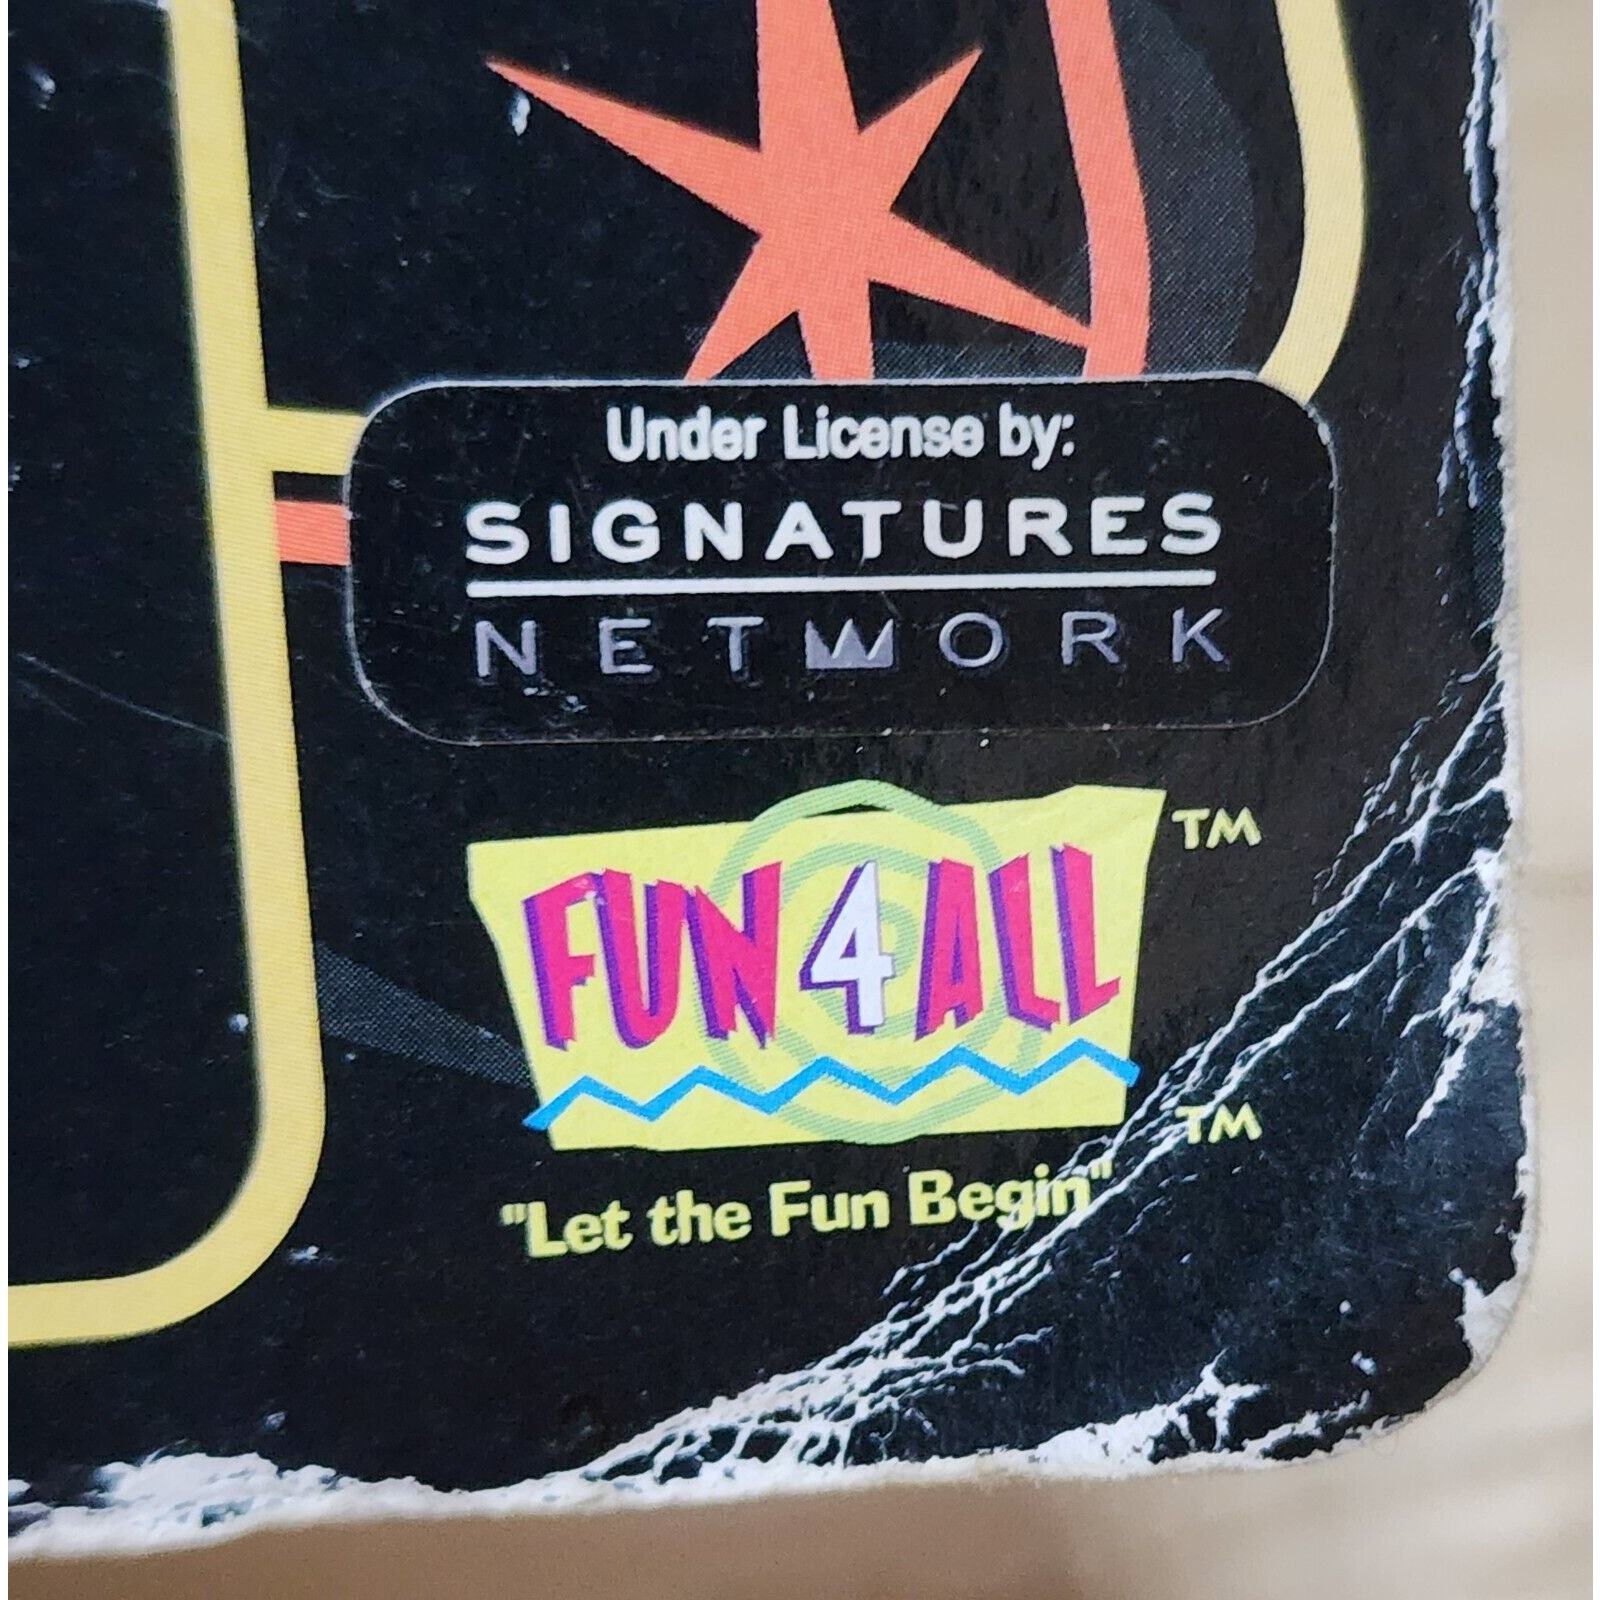 Under License by:
SIGNATURES
NETWORK
FUN 4 ALL ™
™
"Let the Fun Begin"